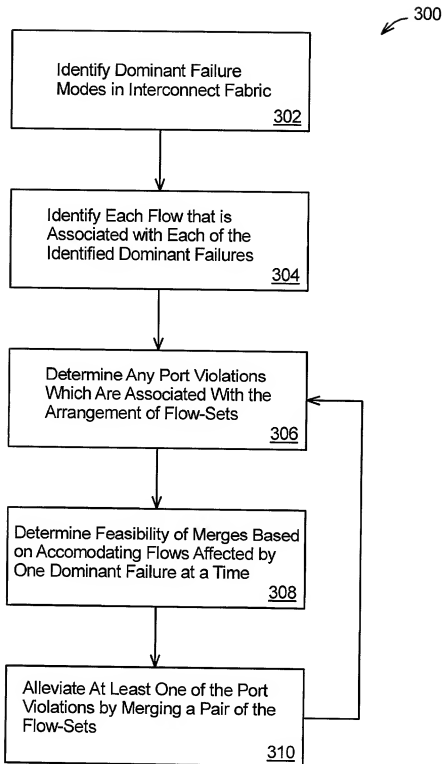 300
Identify Dominant Failure
Modes in Interconnect Fabric
302
Identify Each Flow that is
Associated with Each of the
Identified Dominant Failures
304
Determine Any Port Violations
Which Are Associated With the
Arrangement of Flow-Sets
306
Determine Feasibility of Merges Based
on Accomodating Flows Affected by
One Dominant Failure at a Time
308
Alleviate At Least One of the Port
Violations by Merging a Pair of the
Flow-Sets
310